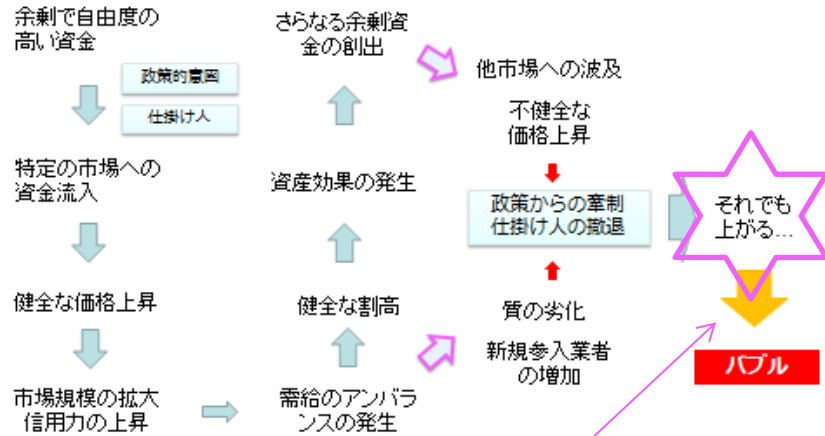 余剰で自由度の
高い資金
政策的意図
仕掛け人
特定の市場への
資金流入
健全な価格上昇
市場規模の拡大
信用力の上昇
需給のアンバラ
ンスの発生
健全な割高
資産効果の発生
さらなる余剰資
金の創出
他市場への波及
不健全な
価格上昇
政策からの牽制
仕掛け人の撤退
質の劣化
新規参入業者
の増加
それでも
上がる...
バブル